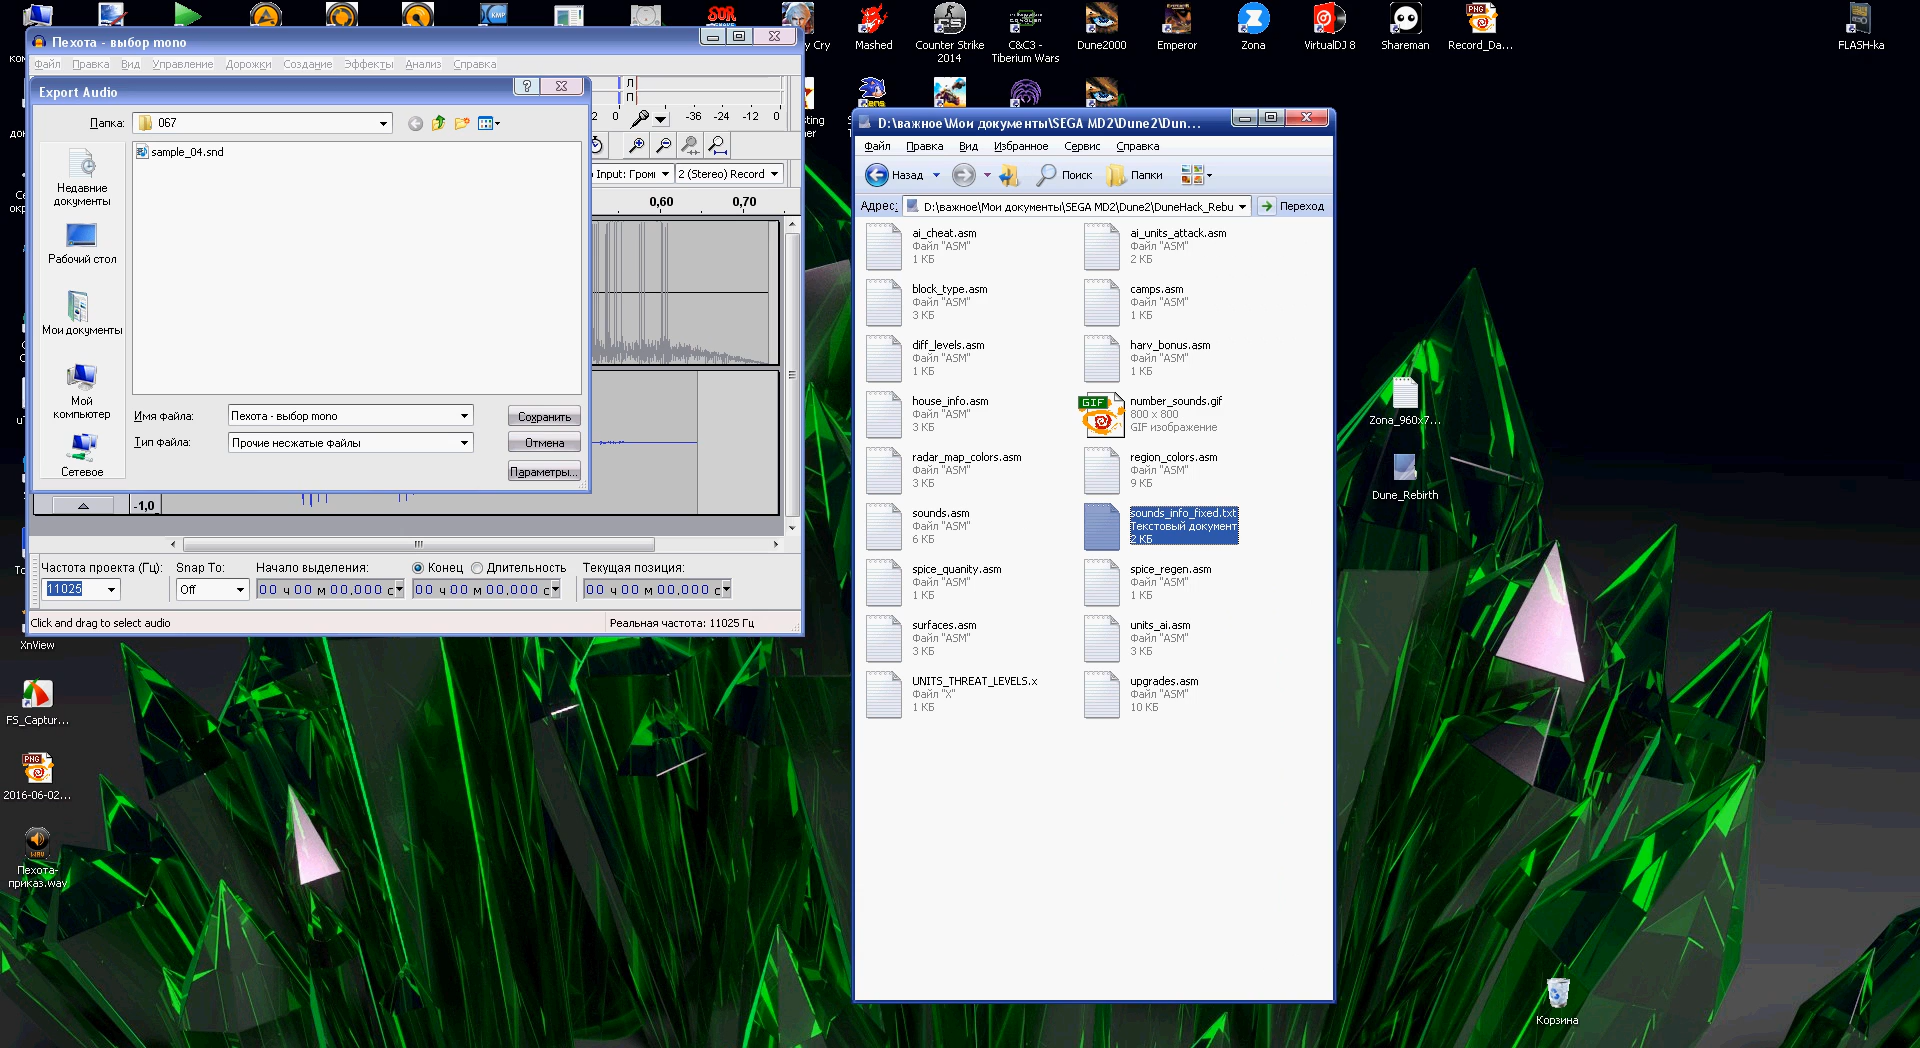 Пехота - выбор mono
Файл Правка Вид Управление Дорожки Создание Эффекты Анализ Справка
Export Audio
Папка: 067
sample_04.snd
Недавние
документы
Рабочий стол
Мои документы
Мой
компьютер
Сетевое
Имя файла: Пехота - выбор mono Сохранить
Тип файла: Прочие несжатые файлы Отмена
Параметры...
Л
П
0 -36 -24 -12 0
Input: Гром 2 (Stereo) Record
0,60 0,70
-1,0
Частота проекта (Гц): Snap To: Начало выделения: Конец Длительность Текущая позиция:
11025 Off 00 ч 00 м 00,000 с 00 ч 00 м 00,000 с 00 ч 00 м 00,000 с
Click and drag to select audio Реальная частота: 11025 Гц
D:\важное\Мои документы\SEGA MD2\Dune2\Dun...
Файл Правка Вид Избранное Сервис Справка
Назад Поиск Папки
Адрес: D:\важное\Мои документы\SEGA MD2\Dune2\DuneHack_Rebu Переход
ai_cheat.asm
Файл "ASM"
1 КБ
ai_units_attack.asm
Файл "ASM"
2 КБ
block_type.asm
Файл "ASM"
3 КБ
camps.asm
Файл "ASM"
1 КБ
diff_levels.asm
Файл "ASM"
1 КБ
harv_bonus.asm
Файл "ASM"
1 КБ
house_info.asm
Файл "ASM"
3 КБ
GIF
number_sounds.gif
800 x 800
GIF изображение
radar_map_colors.asm
Файл "ASM"
3 КБ
region_colors.asm
Файл "ASM"
9 КБ
sounds.asm
Файл "ASM"
6 КБ
sounds_info_fixed.txt
Текстовый документ
2 КБ
spice_quanity.asm
Файл "ASM"
1 КБ
spice_regen.asm
Файл "ASM"
1 КБ
surfaces.asm
Файл "ASM"
3 КБ
units_ai.asm
Файл "ASM"
3 КБ
UNITS_THREAT_LEVELS.x
Файл "X"
1 КБ
upgrades.asm
Файл "ASM"
10 КБ
KMP
SOR
Cry
Mashed
Counter Strike
2014
C&C3 -
Tiberium Wars
Dune2000
Emperor
Zona
VirtualDJ 8
Shareman
PNG
Record_Da...
FLASH-ka
Zona_960x7...
Dune_Rebirth
Корзина
XnView
FS_Captur...
PNG
2016-06-02...
WAV
Пехота-
приказ.wav